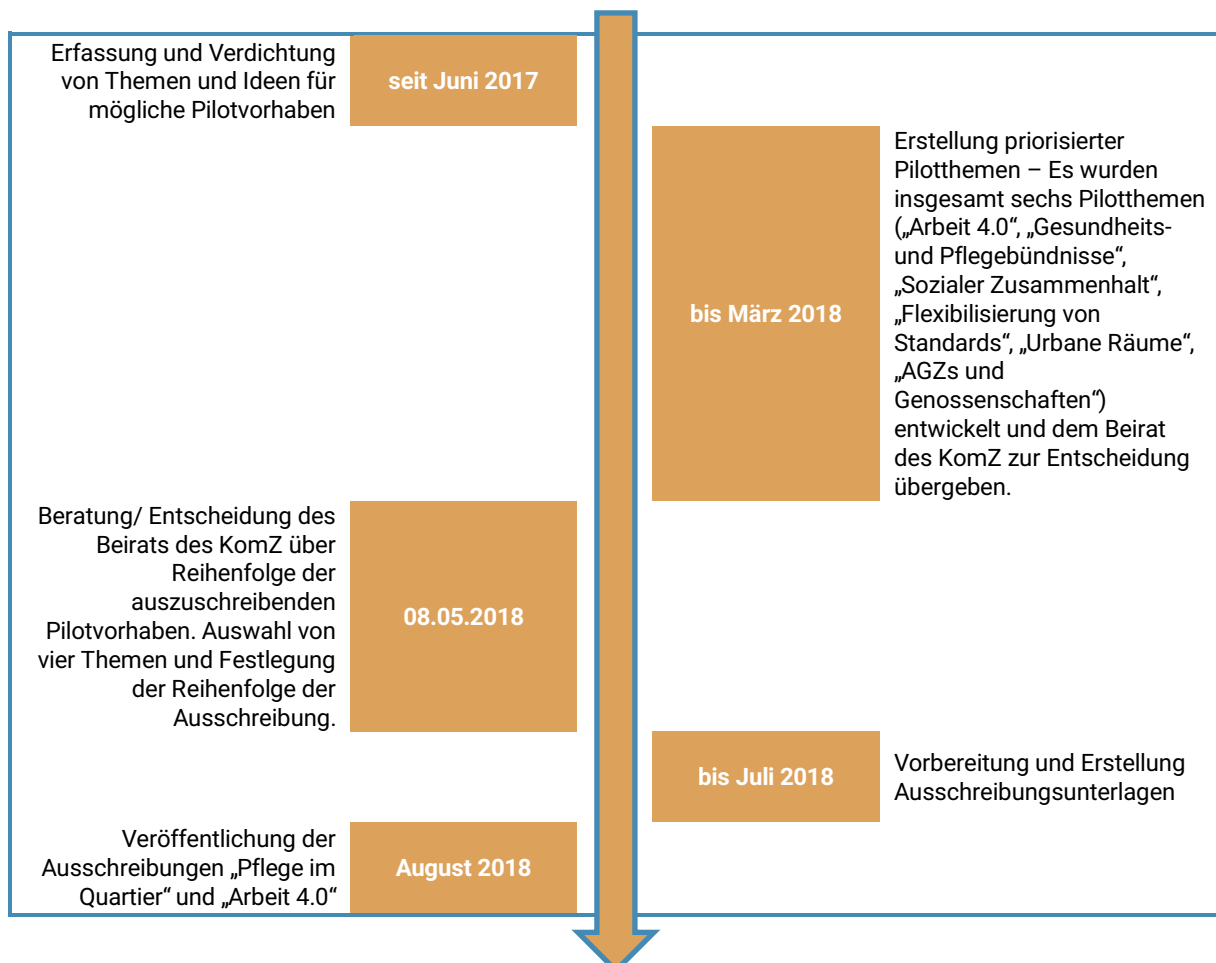 Erfassung und Verdichtung
von Themen und Ideen für
mögliche Pilotvorhaben
seit Juni 2017
bis März 2018
Erstellung priorisierter
Pilotthemen – Es wurden
insgesamt sechs Pilotthemen
(„Arbeit 4.0“, „Gesundheits-
und Pflegebündnisse“,
„Sozialer Zusammenhalt“,
„Flexibilisierung von
Standards“, „Urbane Räume“,
„AGZs und
Genossenschaften“)
entwickelt und dem Beirat
des KomZ zur Entscheidung
übergeben.
Beratung/ Entscheidung des
Beirats des KomZ über
Reihenfolge der
auszuschreibenden
Pilotvorhaben. Auswahl von
vier Themen und Festlegung
der Reihenfolge der
Ausschreibung.
08.05.2018
bis Juli 2018
Vorbereitung und Erstellung
Ausschreibungsunterlagen
Veröffentlichung der
Ausschreibungen „Pflege im
Quartier“ und „Arbeit 4.0“
August 2018